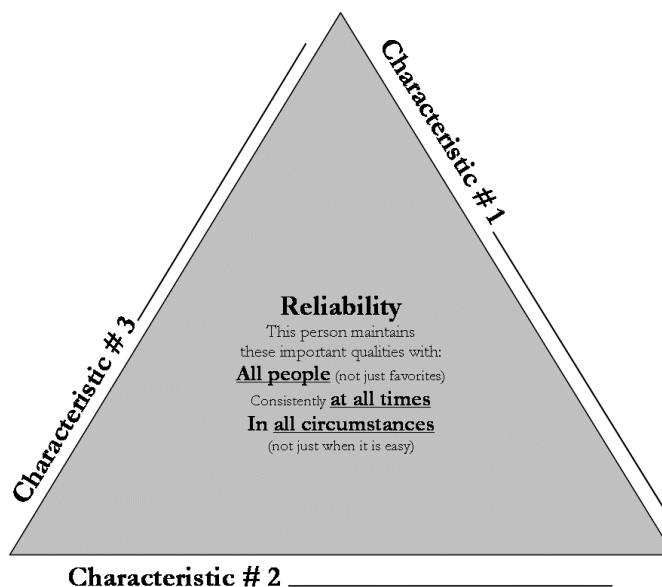 Characteristic # 1
Reliability
This person maintains
these important qualities with:
All people (not just favorites)
Consistently at all times
In all circumstances
(not just when it is easy)
Characteristic # 3
Characteristic # 2